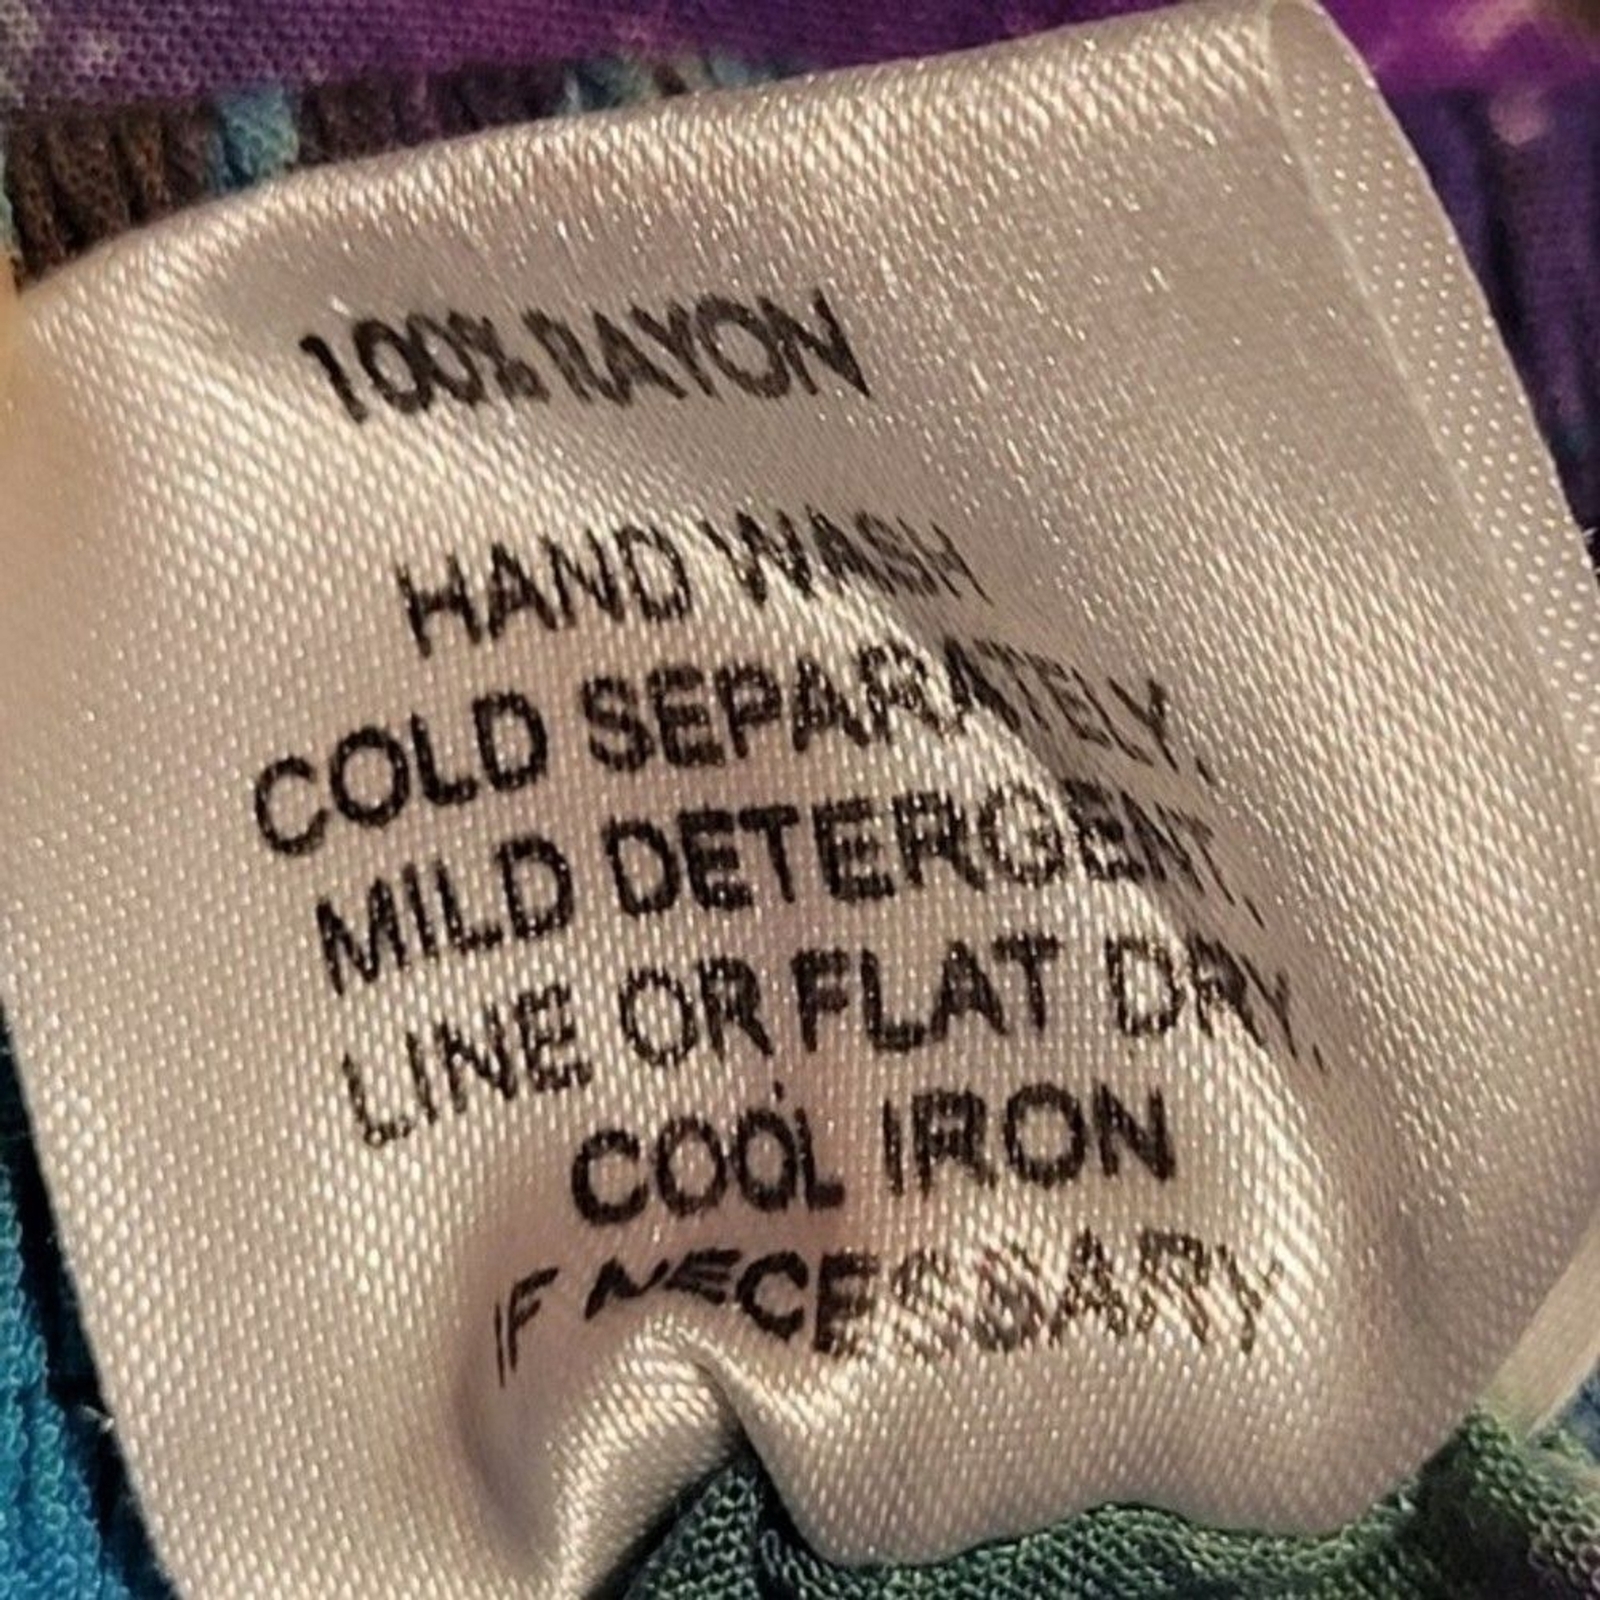 100% RAYON
HAND WASH
COLD SEPARATELY.
MILD DETERGENT.
LINE OR FLAT DRY.
COOL IRON
IF NECESSARY